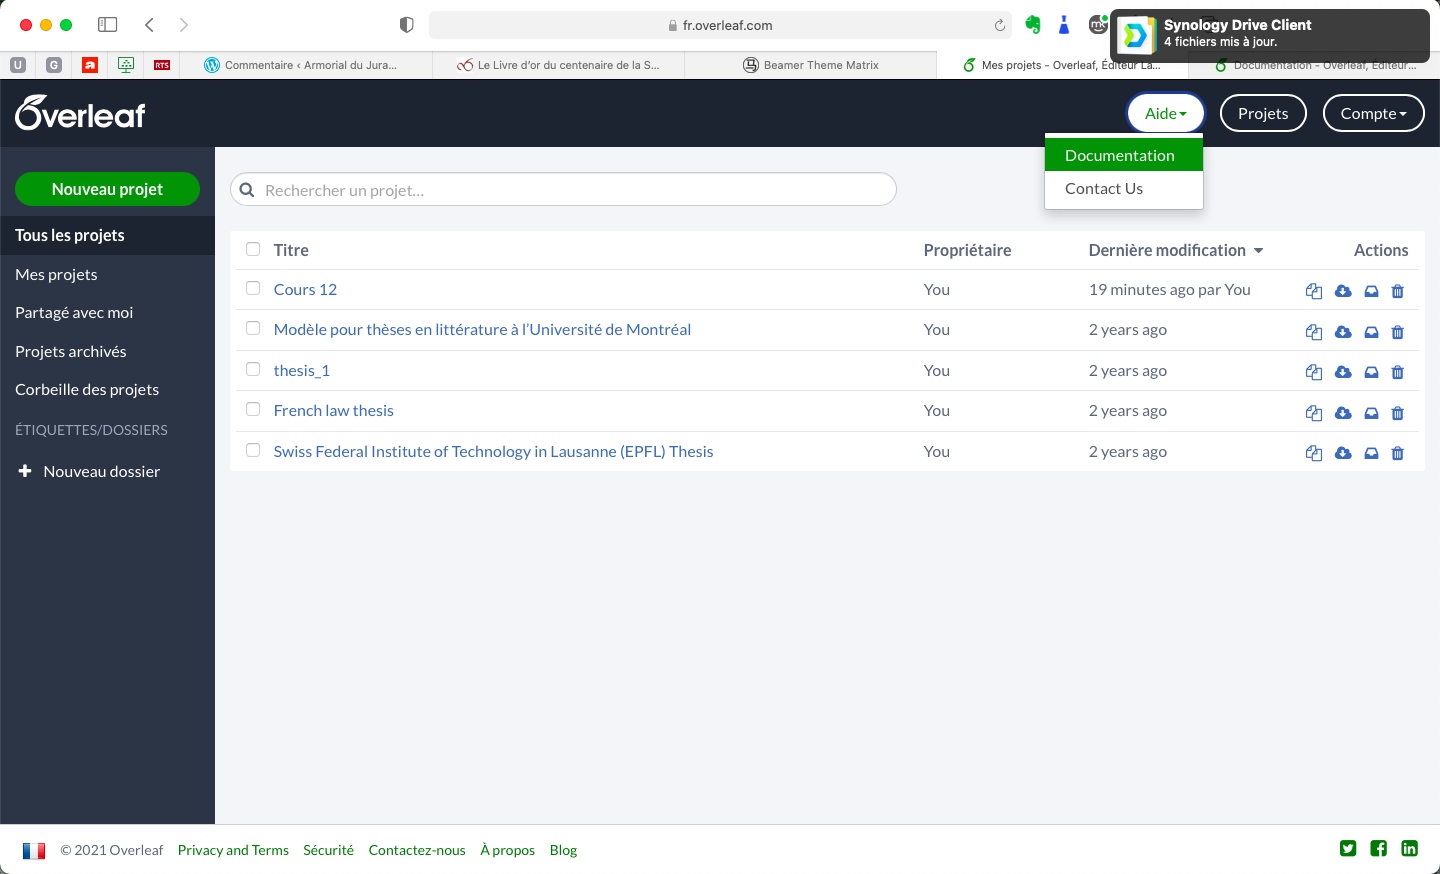 fr.overleaf.com
Synology Drive Client
4 fichiers mis à jour.
U
G
a
RTS
Commentaire ‹ Armorial du Jura...
Le Livre d'or du centenaire de la S...
Beamer Theme Matrix
Mes projets - Overleaf, Éditeur La...
Documentation - Overleaf, Éditeur...
Overleaf
Aide
Projets
Compte
Documentation
Contact Us
Nouveau projet
Rechercher un projet...
Tous les projets
Mes projets
Partagé avec moi
Projets archivés
Corbeille des projets
ÉTIQUETTES/DOSSIERS
Nouveau dossier
Titre Propriétaire Dernière modification Actions
Cours 12 You 19 minutes ago par You
Modèle pour thèses en littérature à l'Université de Montréal You 2 years ago
thesis_1 You 2 years ago
French law thesis You 2 years ago
Swiss Federal Institute of Technology in Lausanne (EPFL) Thesis You 2 years ago
© 2021 Overleaf Privacy and Terms Sécurité Contactez-nous À propos Blog